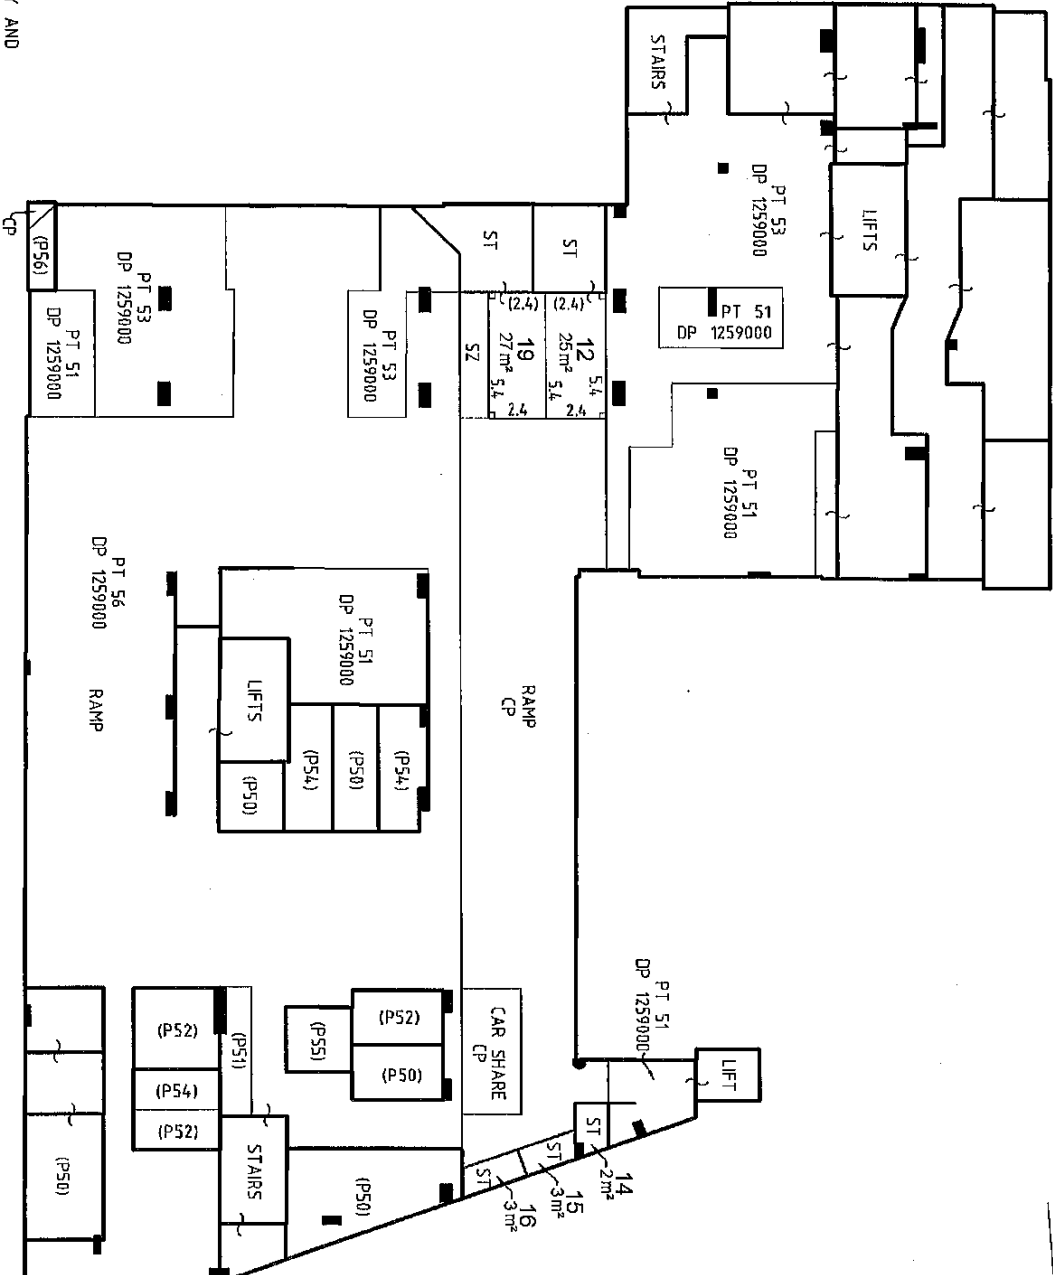 Y AND
STAIRS
PT 53
DP 1259000
LIFTS
CP
(P56)
PT 53
DP 1259000
PT 51
DP 1259000
PT 53
DP 1259000
ST
ST
SZ
(2.4)
19
27m²
5.4
2.4
(2.4)
12
25m²
5.4
5.4
2.4
PT 51
DP 1259000
PT 51
DP 1259000
PT 56
DP 1259000
RAMP
PT 51
DP 1259000
LIFTS
(P50)
(P54)
(P50)
(P54)
RAMP
CP
PT 51
DP 1259000
LIFT
CAR SHARE
CP
(P52)
(P50)
(P55)
(P51)
(P52)
(P54)
(P52)
STAIRS
(P50)
(P50)
ST
14
2m²
ST
15
3m²
ST
16
3m²